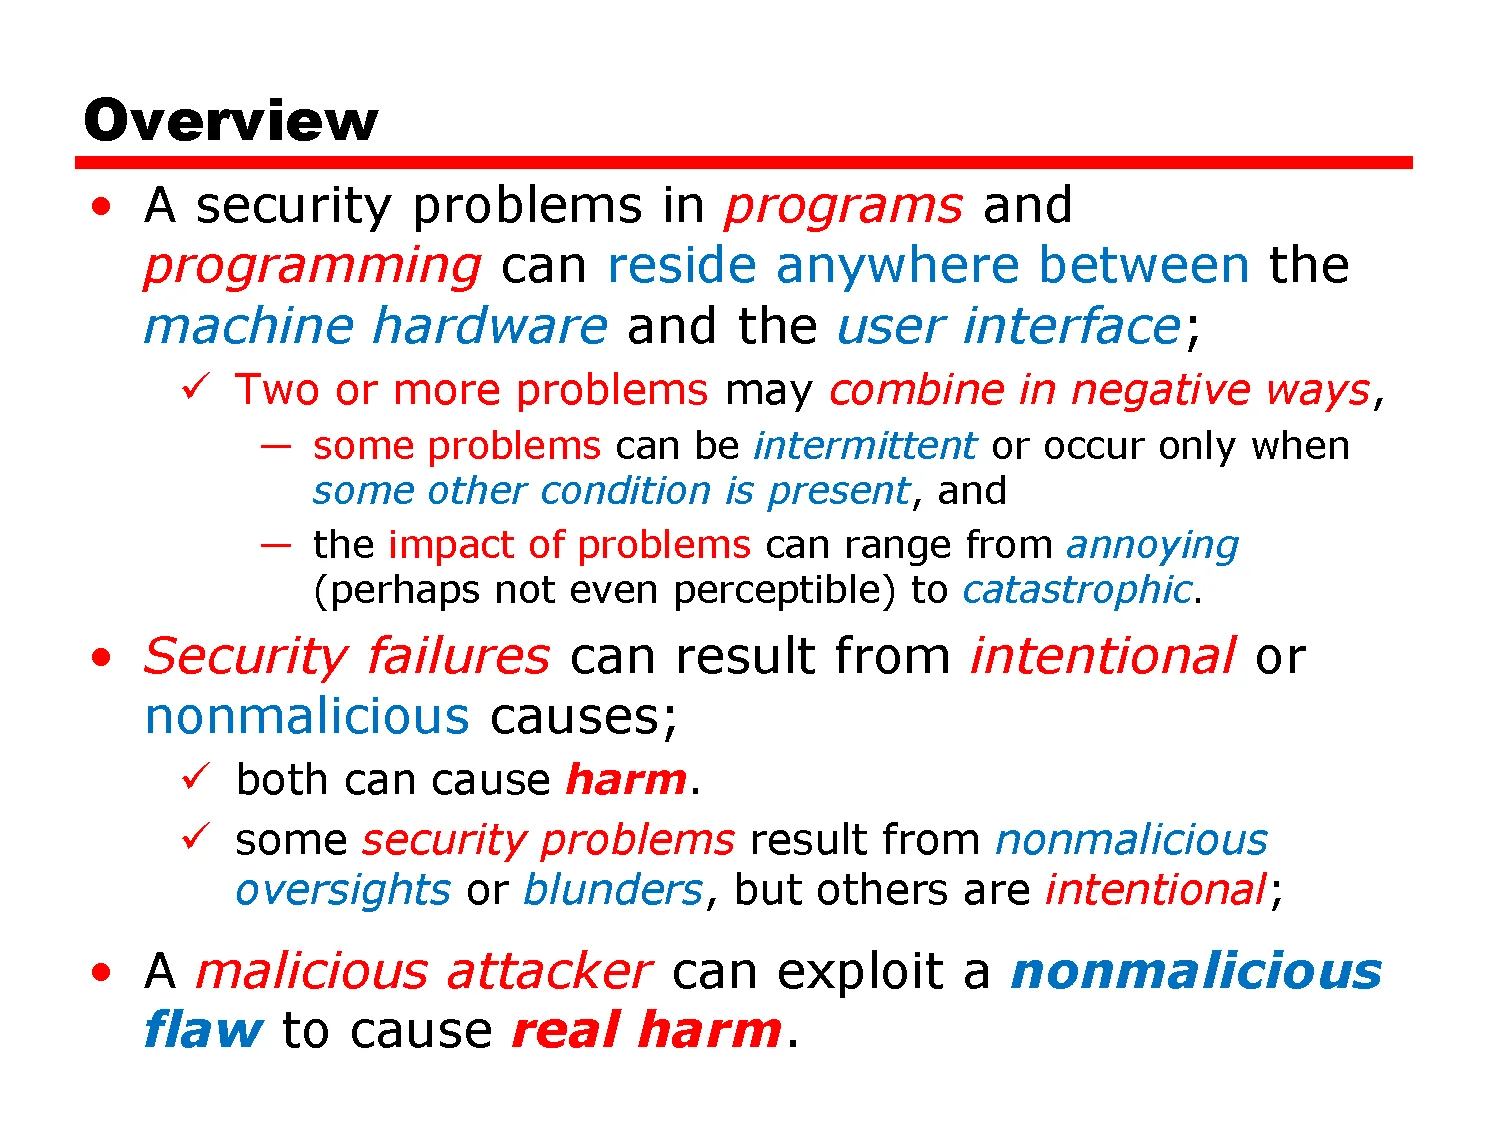 Overview
• A security problems in programs and
programming can reside anywhere between the
machine hardware and the user interface;
✓ Two or more problems may combine in negative ways,
— some problems can be intermittent or occur only when
some other condition is present, and
— the impact of problems can range from annoying
(perhaps not even perceptible) to catastrophic.
• Security failures can result from intentional or
nonmalicious causes;
✓ both can cause harm.
✓ some security problems result from nonmalicious
oversights or blunders, but others are intentional;
• A malicious attacker can exploit a nonmalicious
flaw to cause real harm.